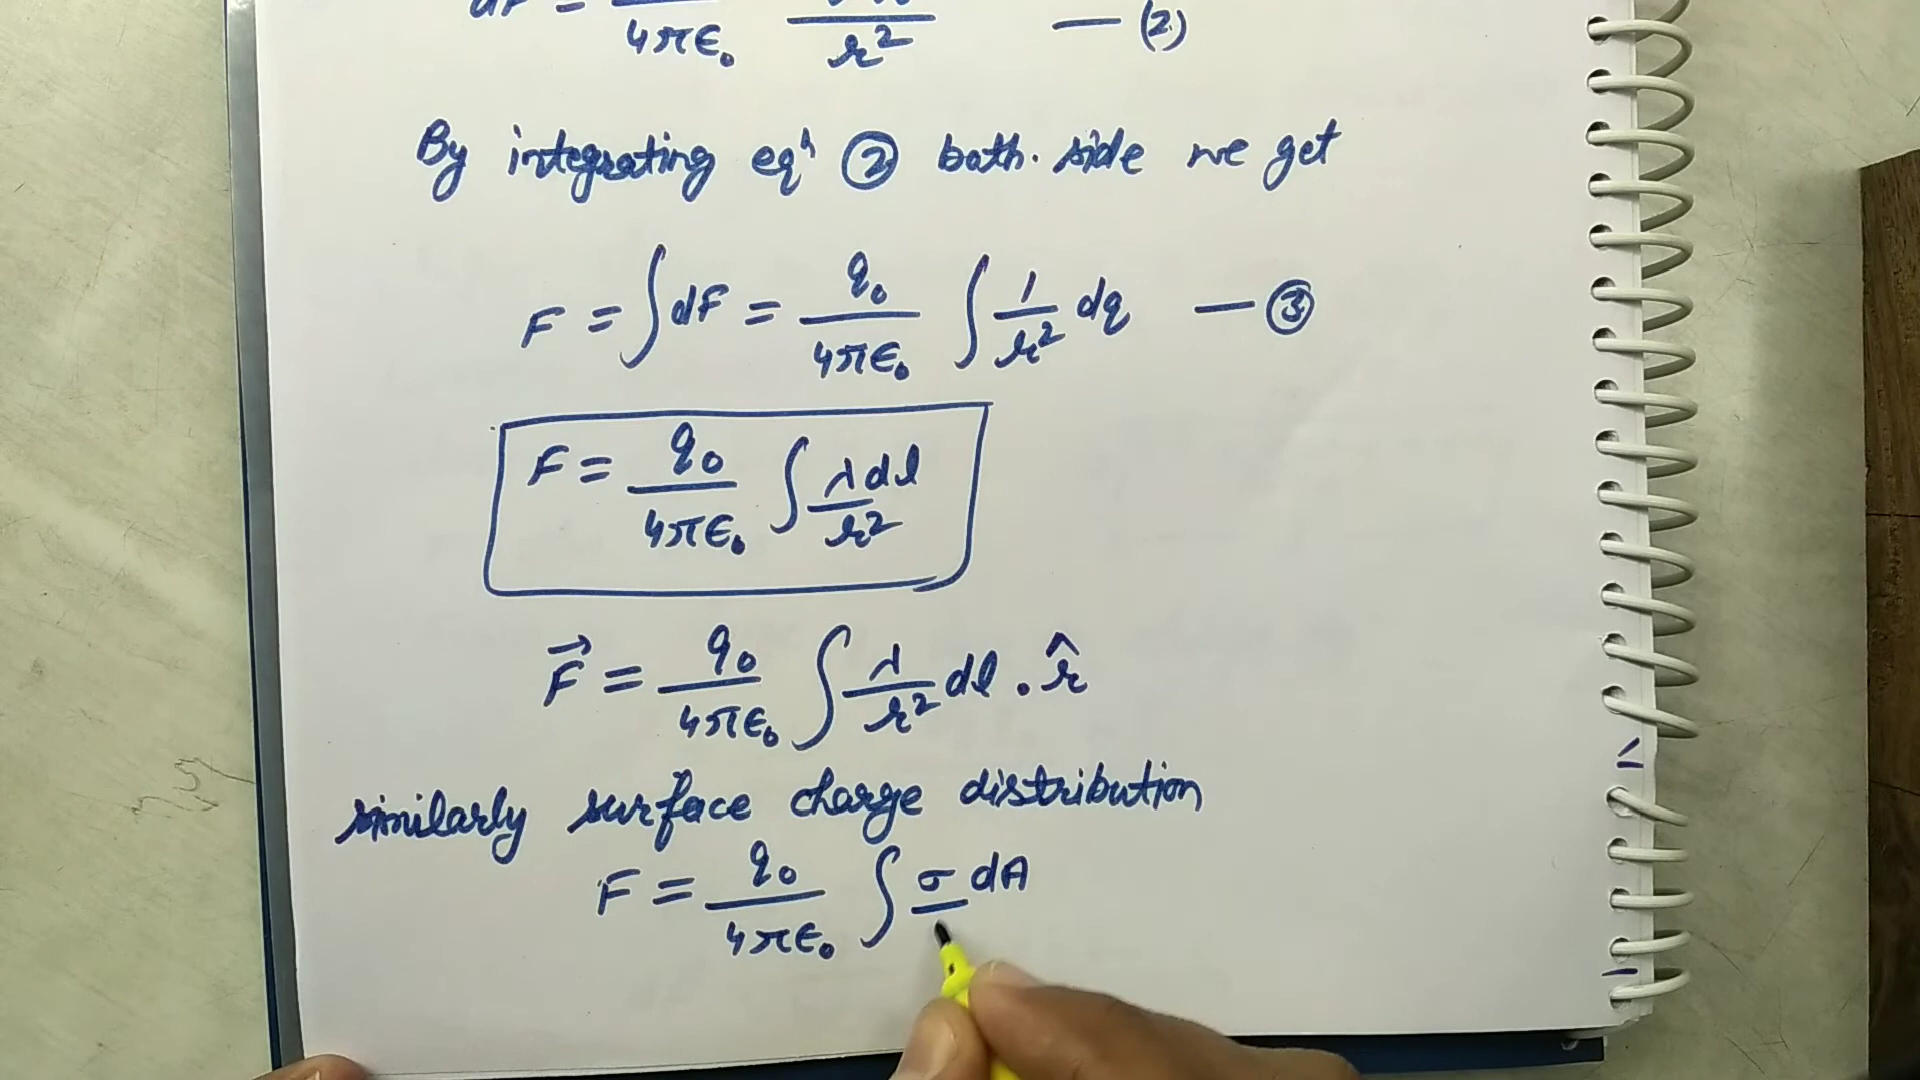 4πε₀ r² — (2)
By integrating eqⁿ ② both side we get
F = ∫dF = q₀/4πε₀ ∫ 1/r² dq — ③
F = q₀/4πε₀ ∫ λdl/r²
F⃗ = q₀/4πε₀ ∫ λ/r² dl . r̂
similarly surface charge distribution
F = q₀/4πε₀ ∫ σ dA